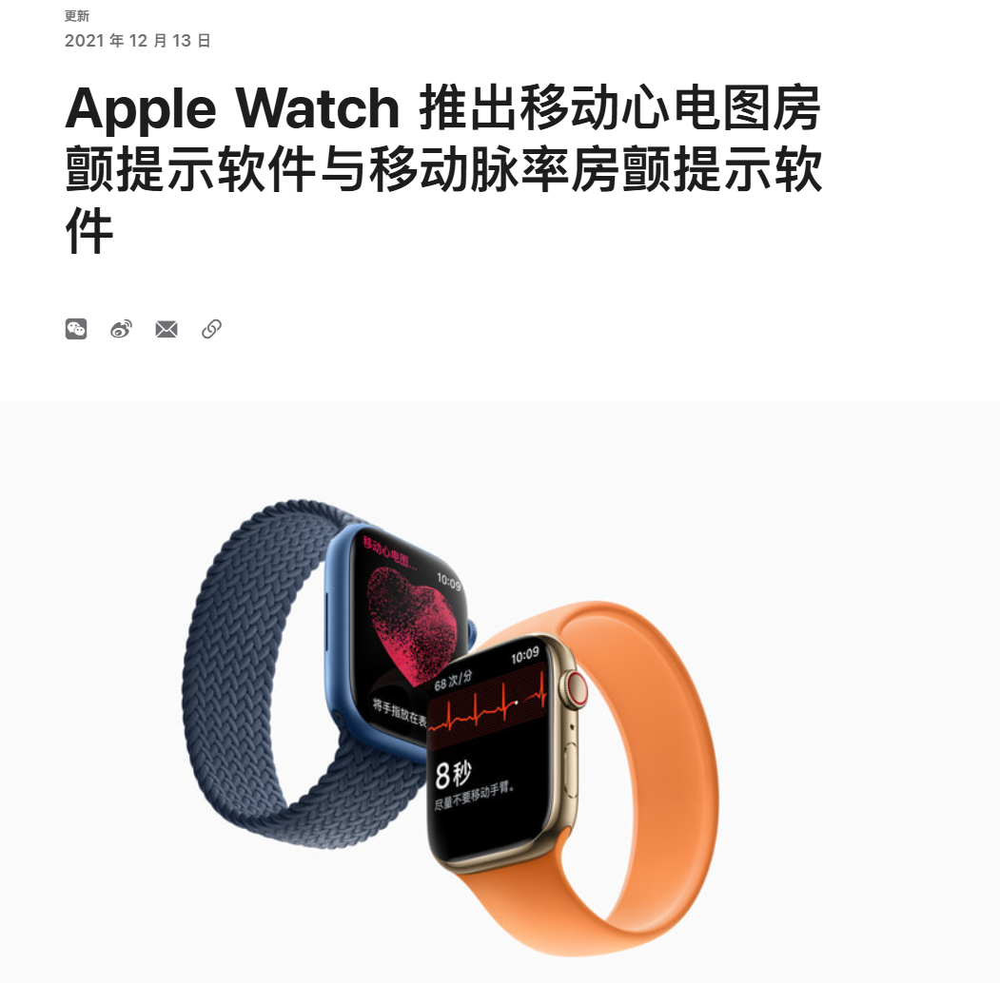 更新
2021 年 12 月 13 日
Apple Watch 推出移动心电图房
颤提示软件与移动脉率房颤提示软
件
移动心电图...
10:09
将手指放在表
10:09
68 次/分
8秒
尽量不要移动手臂。